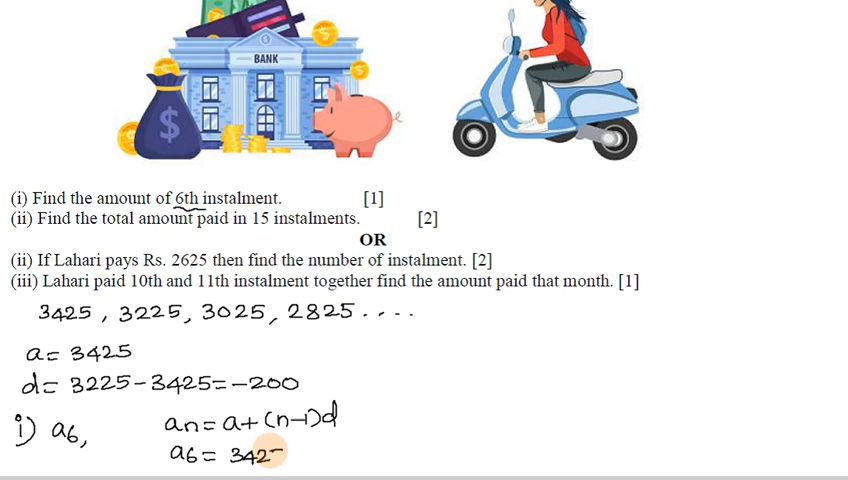 BANK
(i) Find the amount of 6th instalment. [1]
(ii) Find the total amount paid in 15 instalments. [2]
OR
(ii) If Lahari pays Rs. 2625 then find the number of instalment. [2]
(iii) Lahari paid 10th and 11th instalment together find the amount paid that month. [1]
3425, 3225, 3025, 2825....
a = 3425
d = 3225-3425=-200
i) a6, an = a+(n-1)d
a6 = 342